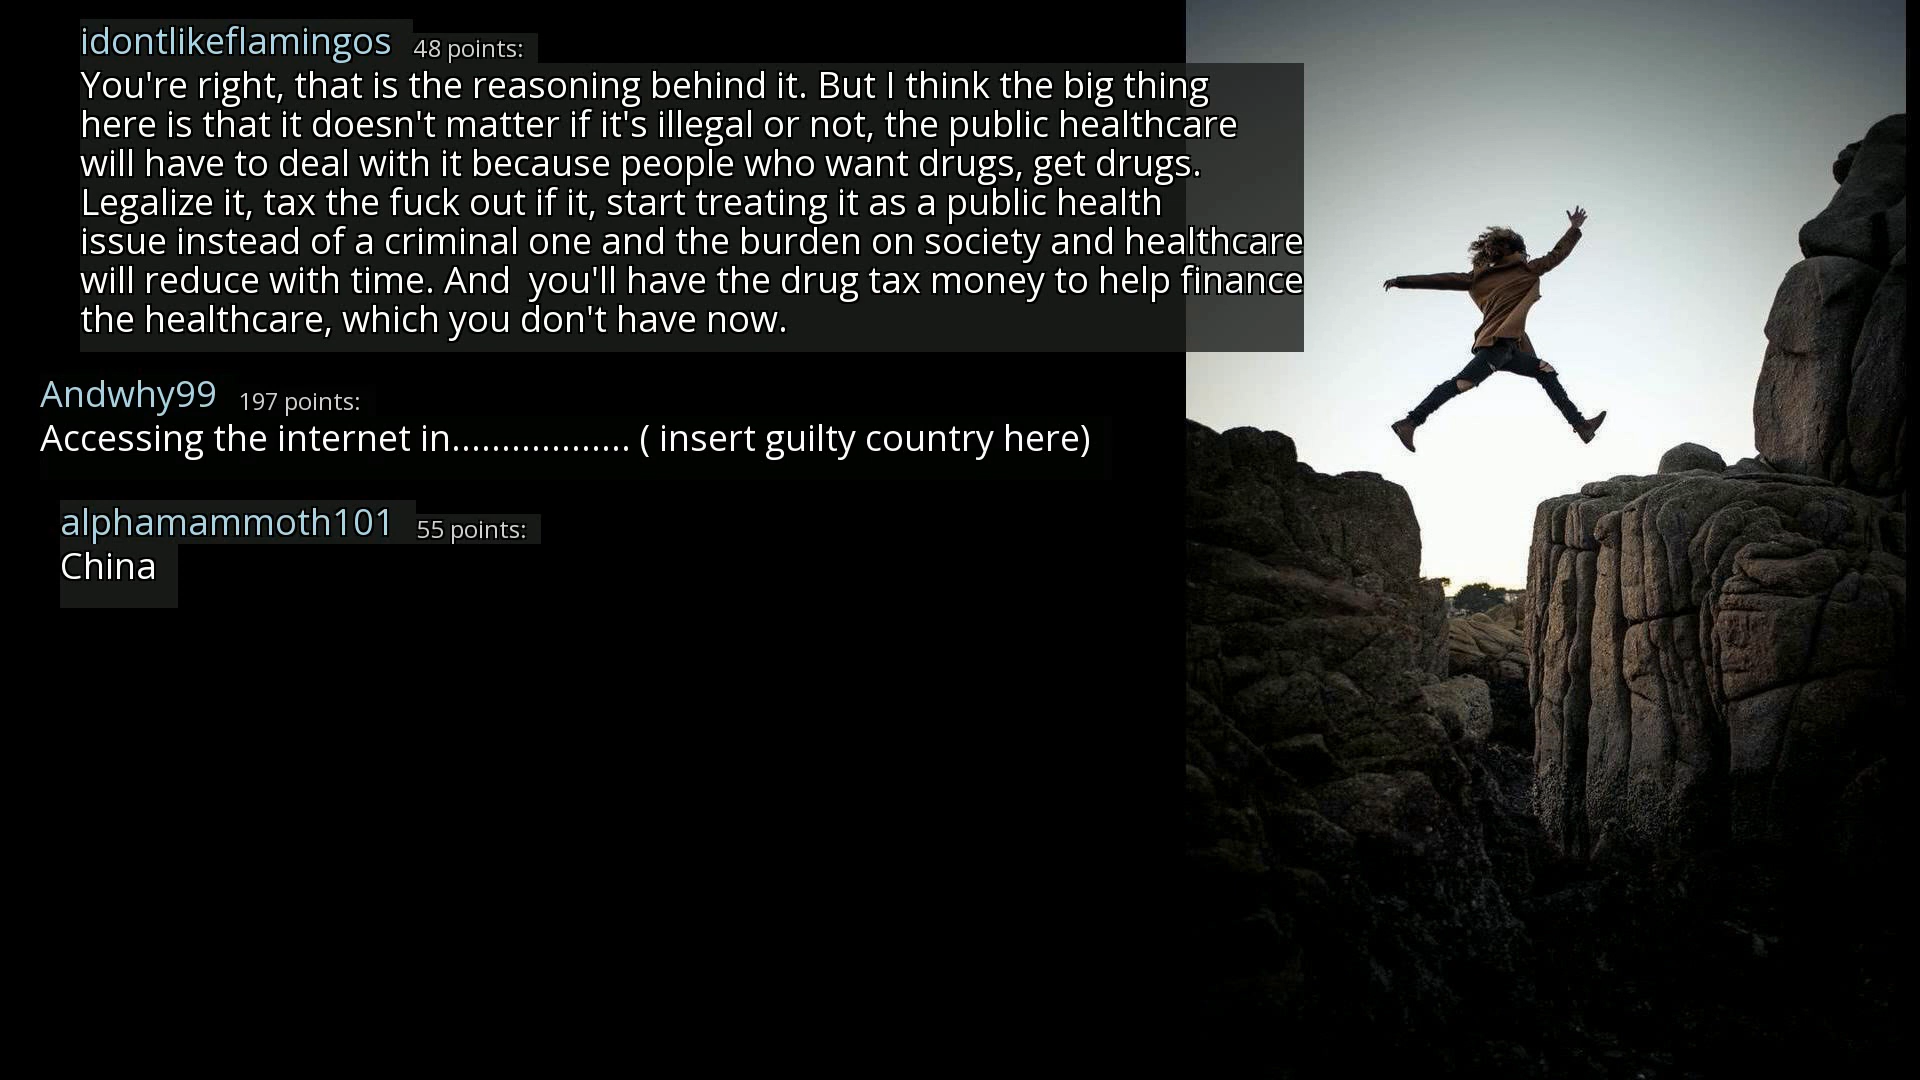 idontlikeflamingos 48 points:
You're right, that is the reasoning behind it. But I think the big thing
here is that it doesn't matter if it's illegal or not, the public healthcare
will have to deal with it because people who want drugs, get drugs.
Legalize it, tax the fuck out if it, start treating it as a public health
issue instead of a criminal one and the burden on society and healthcare
will reduce with time. And  you'll have the drug tax money to help finance
the healthcare, which you don't have now.
Andwhy99 197 points:
Accessing the internet in.................. ( insert guilty country here)
alphamammoth101 55 points:
China